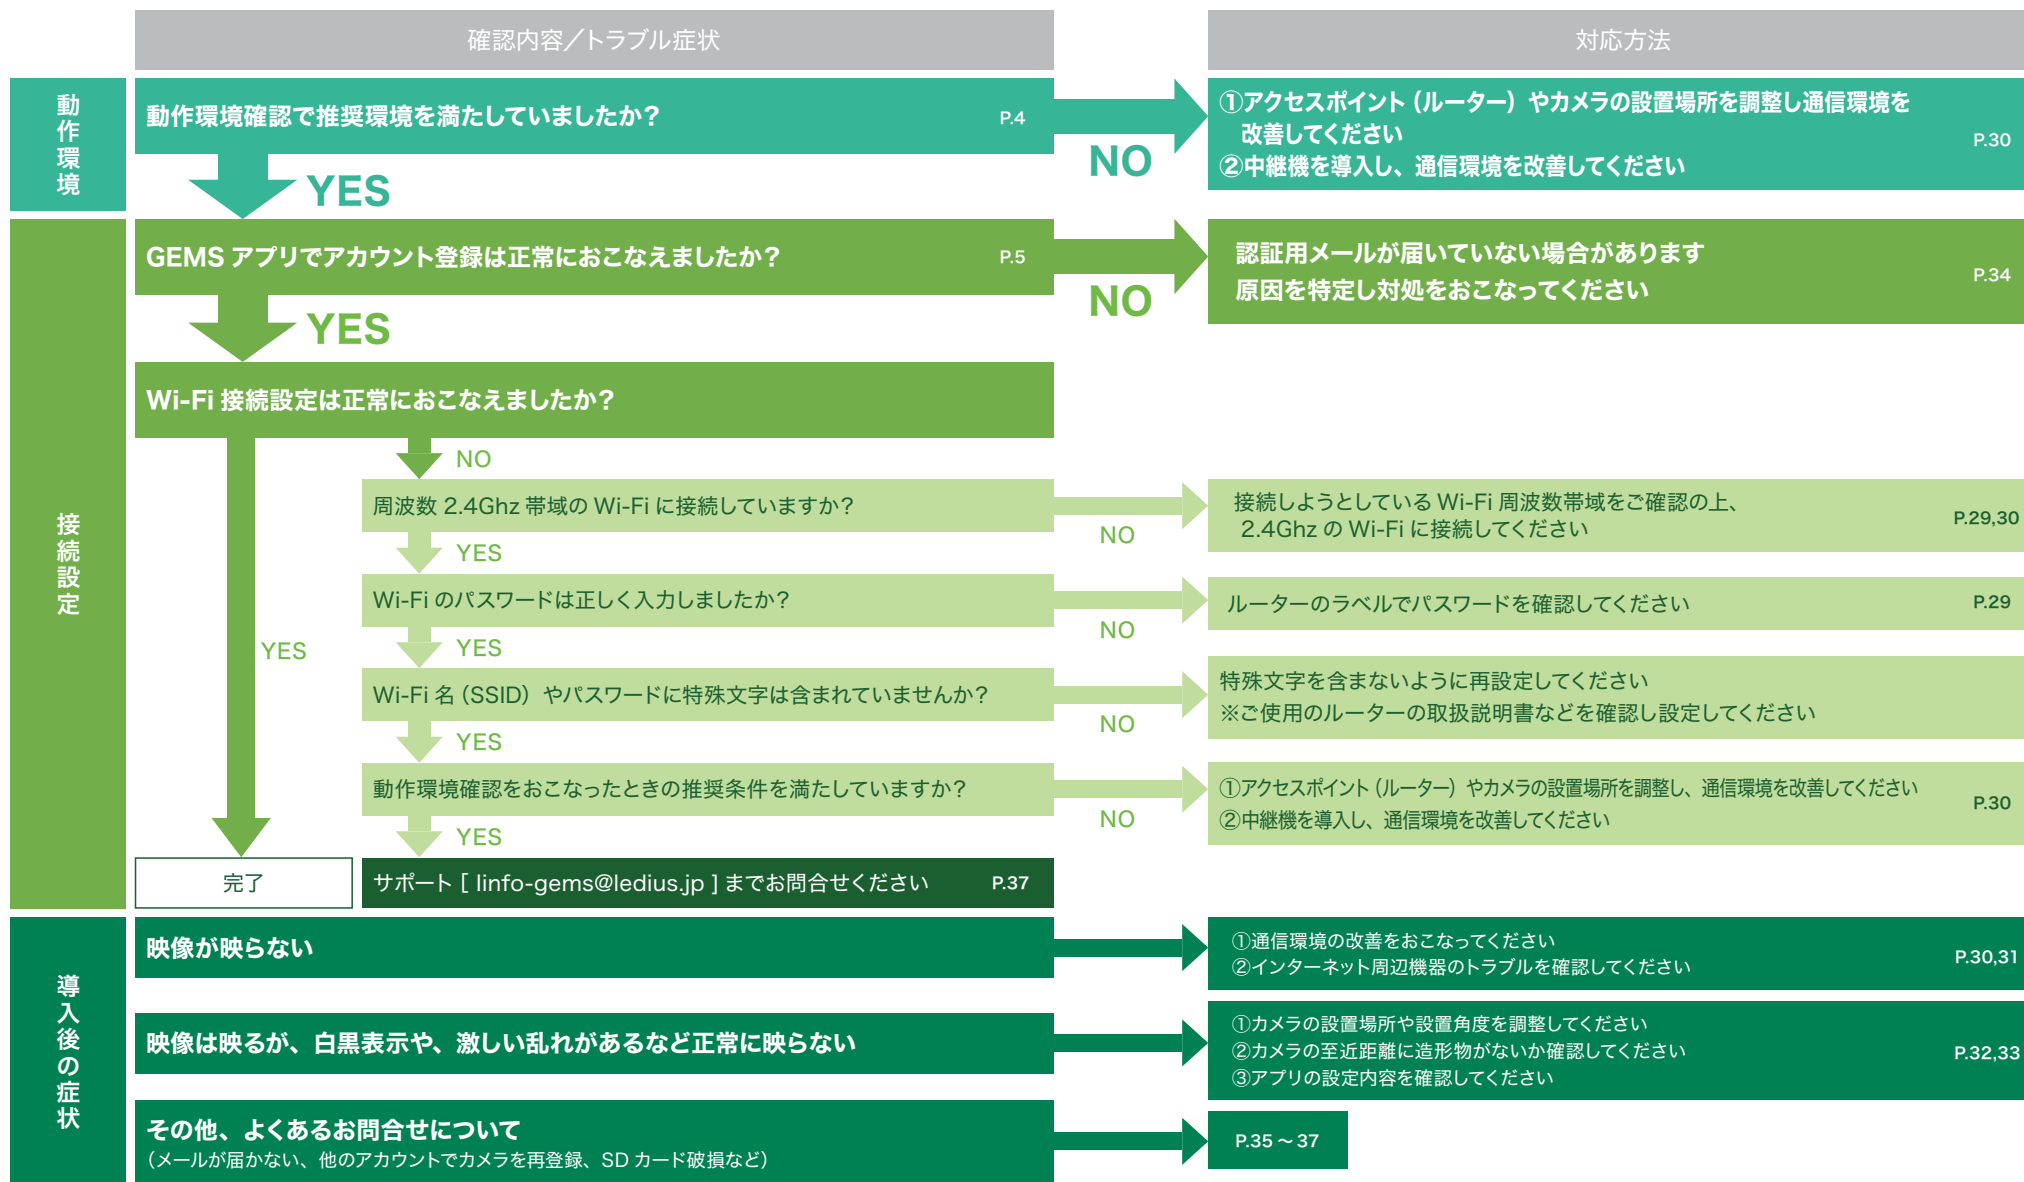 確認内容／トラブル症状
対応方法
動作環境
動作環境確認で推奨環境を満たしていましたか？
P.4
NO
①アクセスポイント（ルーター）やカメラの設置場所を調整し通信環境を
改善してください
②中継機を導入し、通信環境を改善してください
P.30
YES
接続設定
GEMS アプリでアカウント登録は正常におこなえましたか？
P.5
NO
認証用メールが届いていない場合があります
原因を特定し対処をおこなってください
P.34
YES
Wi-Fi 接続設定は正常におこなえましたか？
NO
周波数 2.4Ghz 帯域の Wi-Fi に接続していますか？
NO
接続しようとしている Wi-Fi 周波数帯域をご確認の上、
2.4Ghz の Wi-Fi に接続してください
P.29,30
YES
Wi-Fi のパスワードは正しく入力しましたか？
NO
ルーターのラベルでパスワードを確認してください
P.29
YES
YES
Wi-Fi 名（SSID）やパスワードに特殊文字は含まれていませんか？
NO
特殊文字を含まないように再設定してください
※ご使用のルーターの取扱説明書などを確認し設定してください
YES
動作環境確認をおこなったときの推奨条件を満たしていますか？
NO
①アクセスポイント（ルーター）やカメラの設置場所を調整し、通信環境を改善してください
②中継機を導入し、通信環境を改善してください
P.30
YES
完了
サポート［ linfo-gems@ledius.jp ］までお問合せください
P.37
導入後の症状
映像が映らない
①通信環境の改善をおこなってください
②インターネット周辺機器のトラブルを確認してください
P.30,31
映像は映るが、白黒表示や、激しい乱れがあるなど正常に映らない
①カメラの設置場所や設置角度を調整してください
②カメラの至近距離に造形物がないか確認してください
③アプリの設定内容を確認してください
P.32,33
その他、よくあるお問合せについて
（メールが届かない、他のアカウントでカメラを再登録、SD カード破損など）
P.35～37